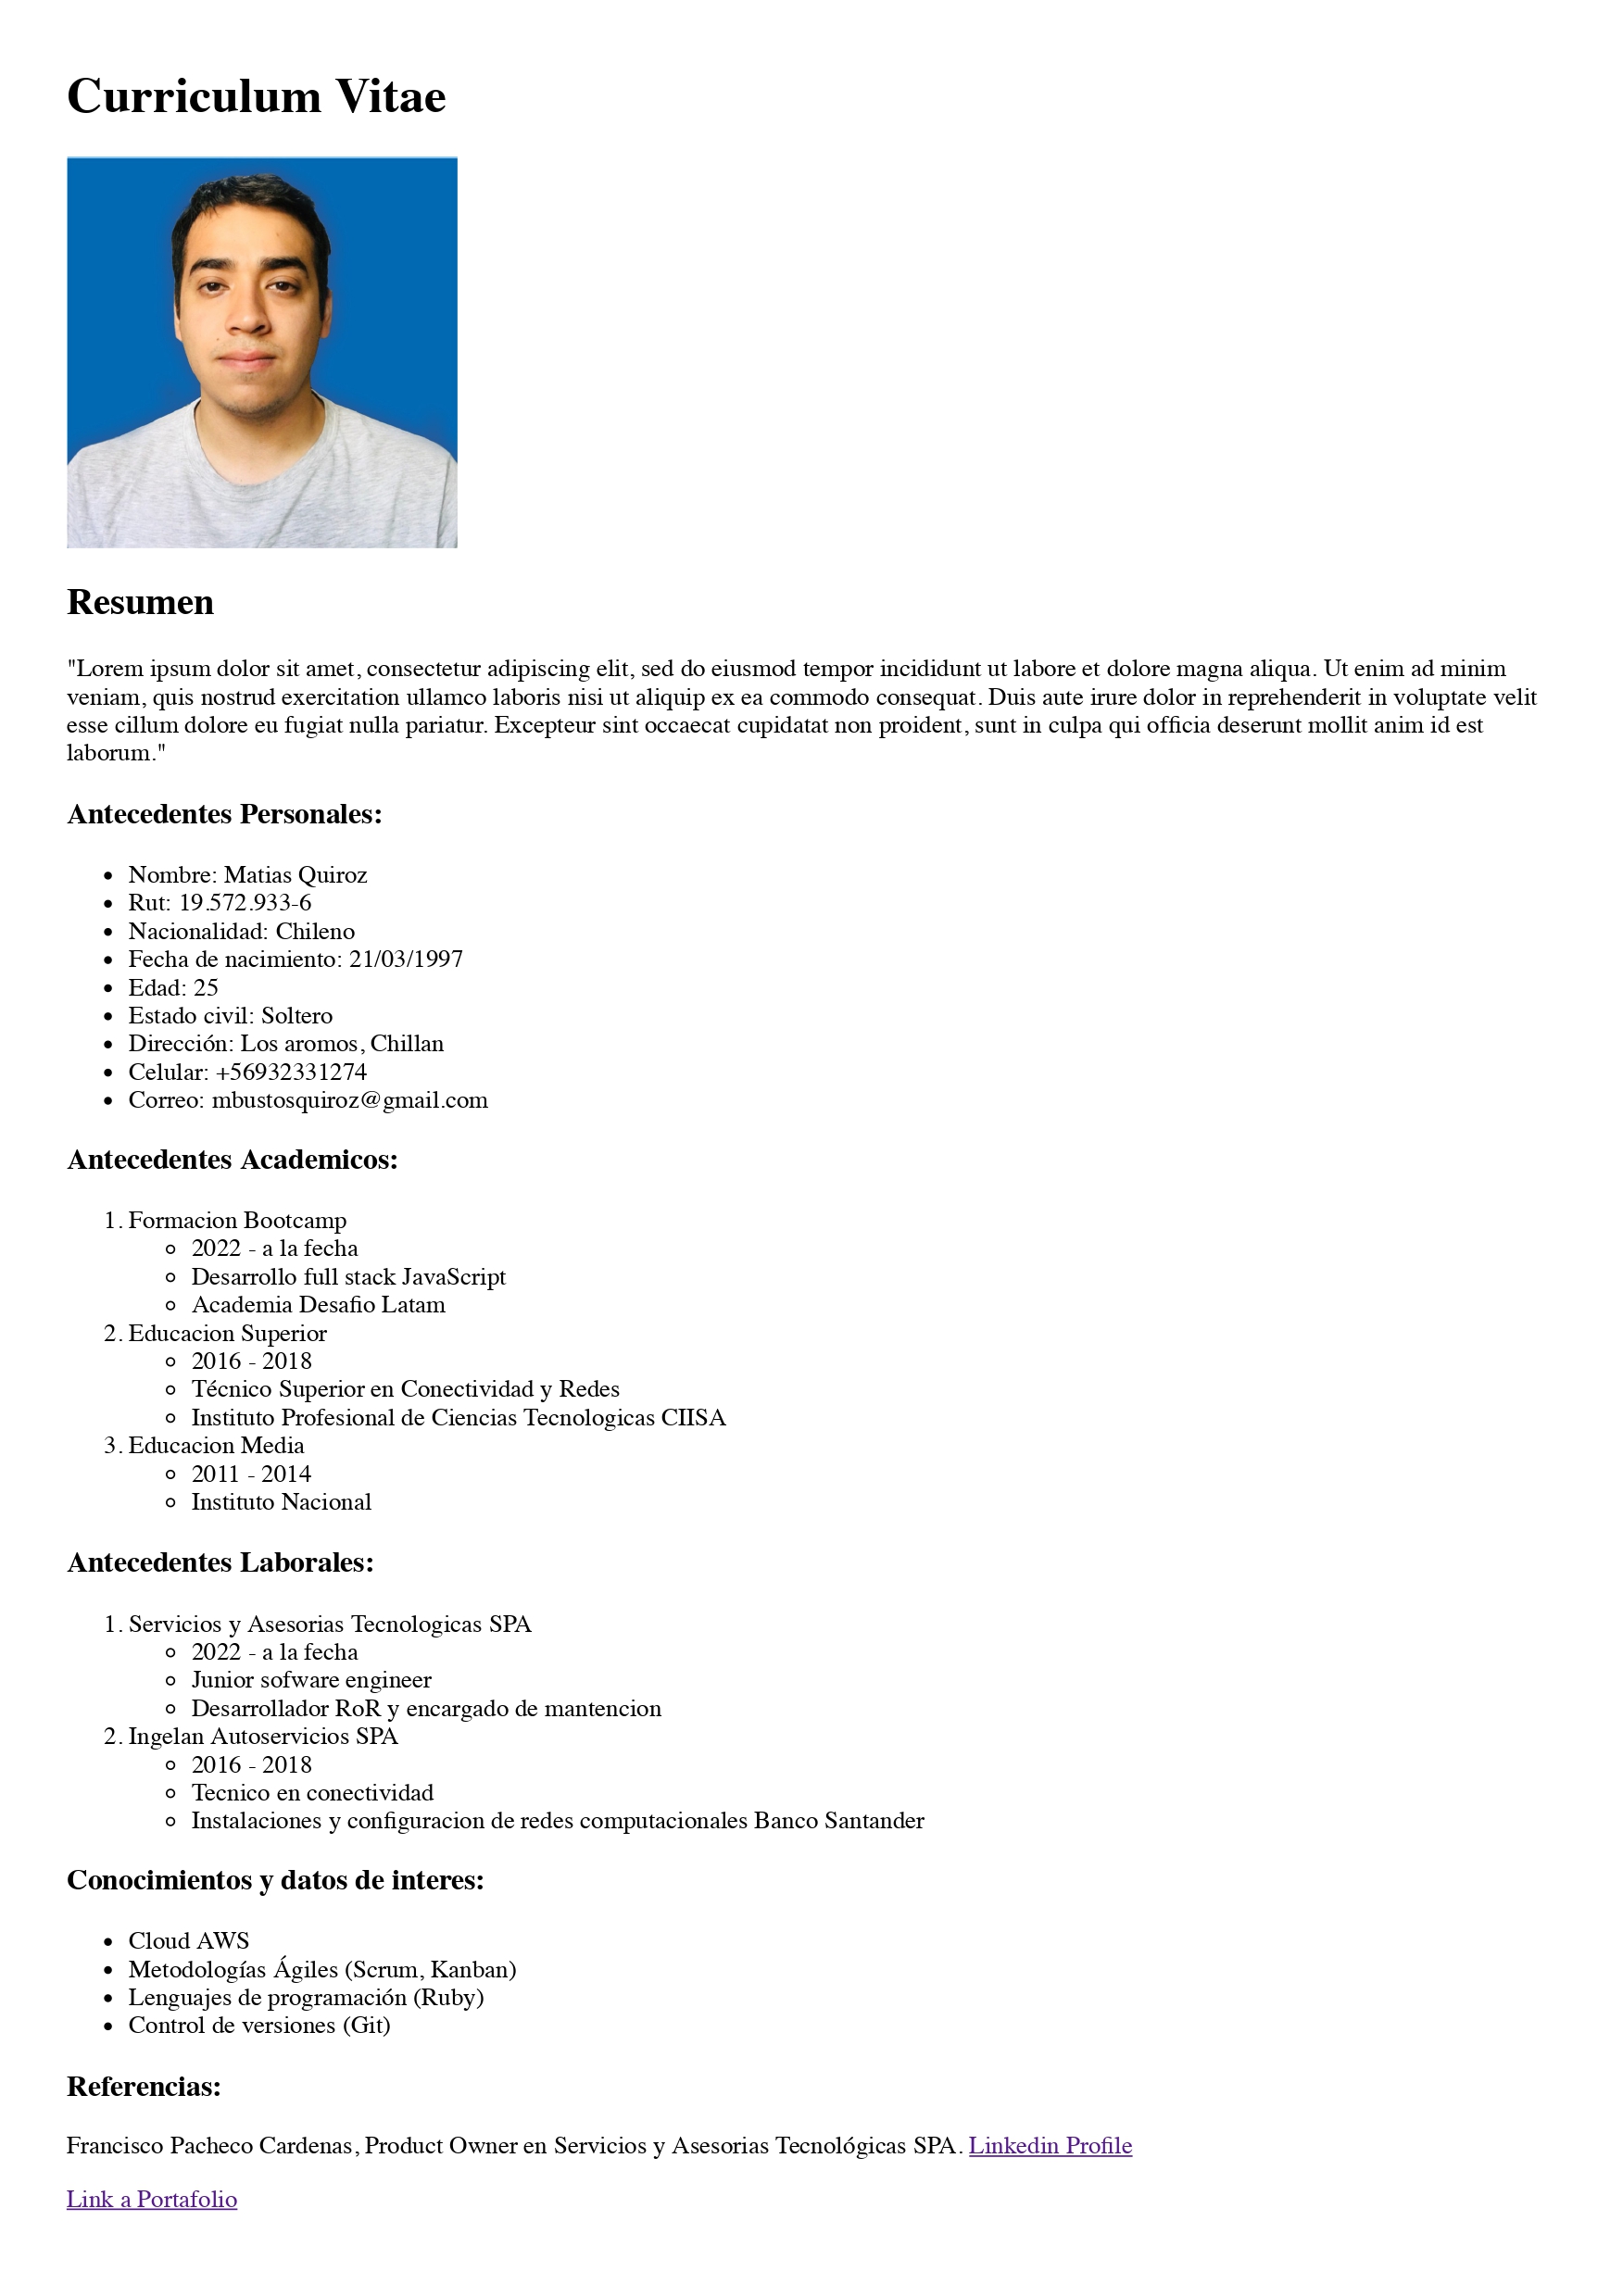 Curriculum Vitae
Resumen
"Lorem ipsum dolor sit amet, consectetur adipiscing elit, sed do eiusmod tempor incididunt ut labore et dolore magna aliqua. Ut enim ad minim
veniam, quis nostrud exercitation ullamco laboris nisi ut aliquip ex ea commodo consequat. Duis aute irure dolor in reprehenderit in voluptate velit
esse cillum dolore eu fugiat nulla pariatur. Excepteur sint occaecat cupidatat non proident, sunt in culpa qui officia deserunt mollit anim id est
laborum."
Antecedentes Personales:
• Nombre: Matias Quiroz
• Rut: 19.572.933-6
• Nacionalidad: Chileno
• Fecha de nacimiento: 21/03/1997
• Edad: 25
• Estado civil: Soltero
• Dirección: Los aromos, Chillan
• Celular: +56932331274
• Correo: mbustosquiroz@gmail.com
Antecedentes Academicos:
1. Formacion Bootcamp
◦ 2022 - a la fecha
◦ Desarrollo full stack JavaScript
◦ Academia Desafio Latam
2. Educacion Superior
◦ 2016 - 2018
◦ Técnico Superior en Conectividad y Redes
◦ Instituto Profesional de Ciencias Tecnologicas CIISA
3. Educacion Media
◦ 2011 - 2014
◦ Instituto Nacional
Antecedentes Laborales:
1. Servicios y Asesorias Tecnologicas SPA
◦ 2022 - a la fecha
◦ Junior sofware engineer
◦ Desarrollador RoR y encargado de mantencion
2. Ingelan Autoservicios SPA
◦ 2016 - 2018
◦ Tecnico en conectividad
◦ Instalaciones y configuracion de redes computacionales Banco Santander
Conocimientos y datos de interes:
• Cloud AWS
• Metodologías Ágiles (Scrum, Kanban)
• Lenguajes de programación (Ruby)
• Control de versiones (Git)
Referencias:
Francisco Pacheco Cardenas, Product Owner en Servicios y Asesorias Tecnológicas SPA. Linkedin Profile
Link a Portafolio